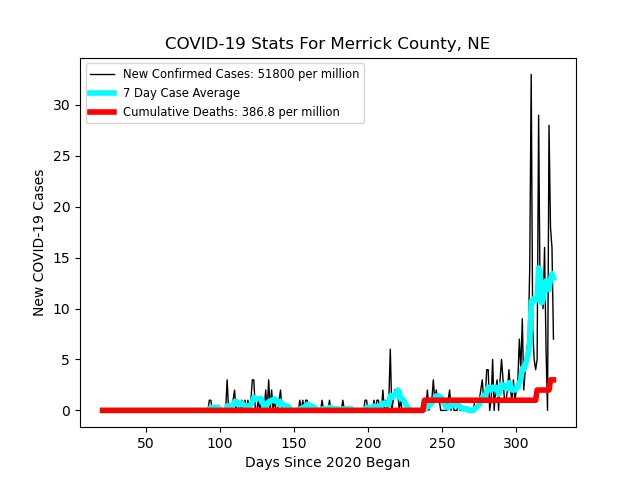 COVID-19 Stats For Merrick County, NE
New Confirmed Cases: 51800 per million
7 Day Case Average
Cumulative Deaths: 386.8 per million
New COVID-19 Cases
30
25
20
15
10
5
0
50 100 150 200 250 300
Days Since 2020 Began